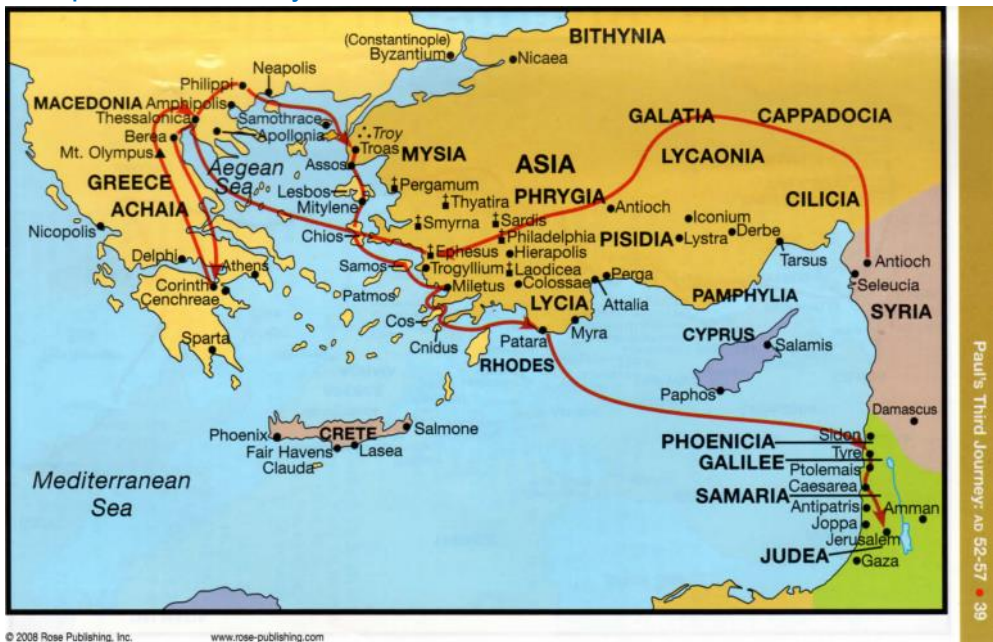 (Constantinople)
Byzantium
BITHYNIA
Nicaea
Neapolis
Philippi
MACEDONIA
Amphipolis
Thessalonica
Samothrace
Apollonia
Berea
Mt. Olympus
Troy
Troas
Assos
MYSIA
ASIA
GALATIA
CAPPADOCIA
LYCAONIA
Aegean
Sea
GREECE
ACHAIA
Pergamum
Thyatira
PHRYGIA
Antioch
CILICIA
Lesbos
Mitylene
Smyrna
Sardis
Philadelphia
Iconium
Derbe
Lystra
PISIDIA
Nicopolis
Chios
Ephesus
Hierapolis
Tarsus
Antioch
Delphi
Athens
Samos
Trogyllium
Laodicea
Colossae
Perga
Attalia
Seleucia
Corinth
Cenchreae
Patmos
Miletus
LYCIA
PAMPHYLIA
SYRIA
Cos
Cnidus
Patara
Myra
CYPRUS
Salamis
Sparta
RHODES
Paphos
Damascus
Phoenix
CRETE
Salmone
Fair Havens
Lasea
Clauda
PHOENICIA
Sidon
GALILEE
Tyre
Ptolemais
Caesarea
SAMARIA
Antipatris
Amman
Joppa
Jerusalem
JUDEA
Gaza
Mediterranean
Sea
Paul's Third Journey: AD 52-57 • 39
© 2008 Rose Publishing, Inc.
www.rose-publishing.com